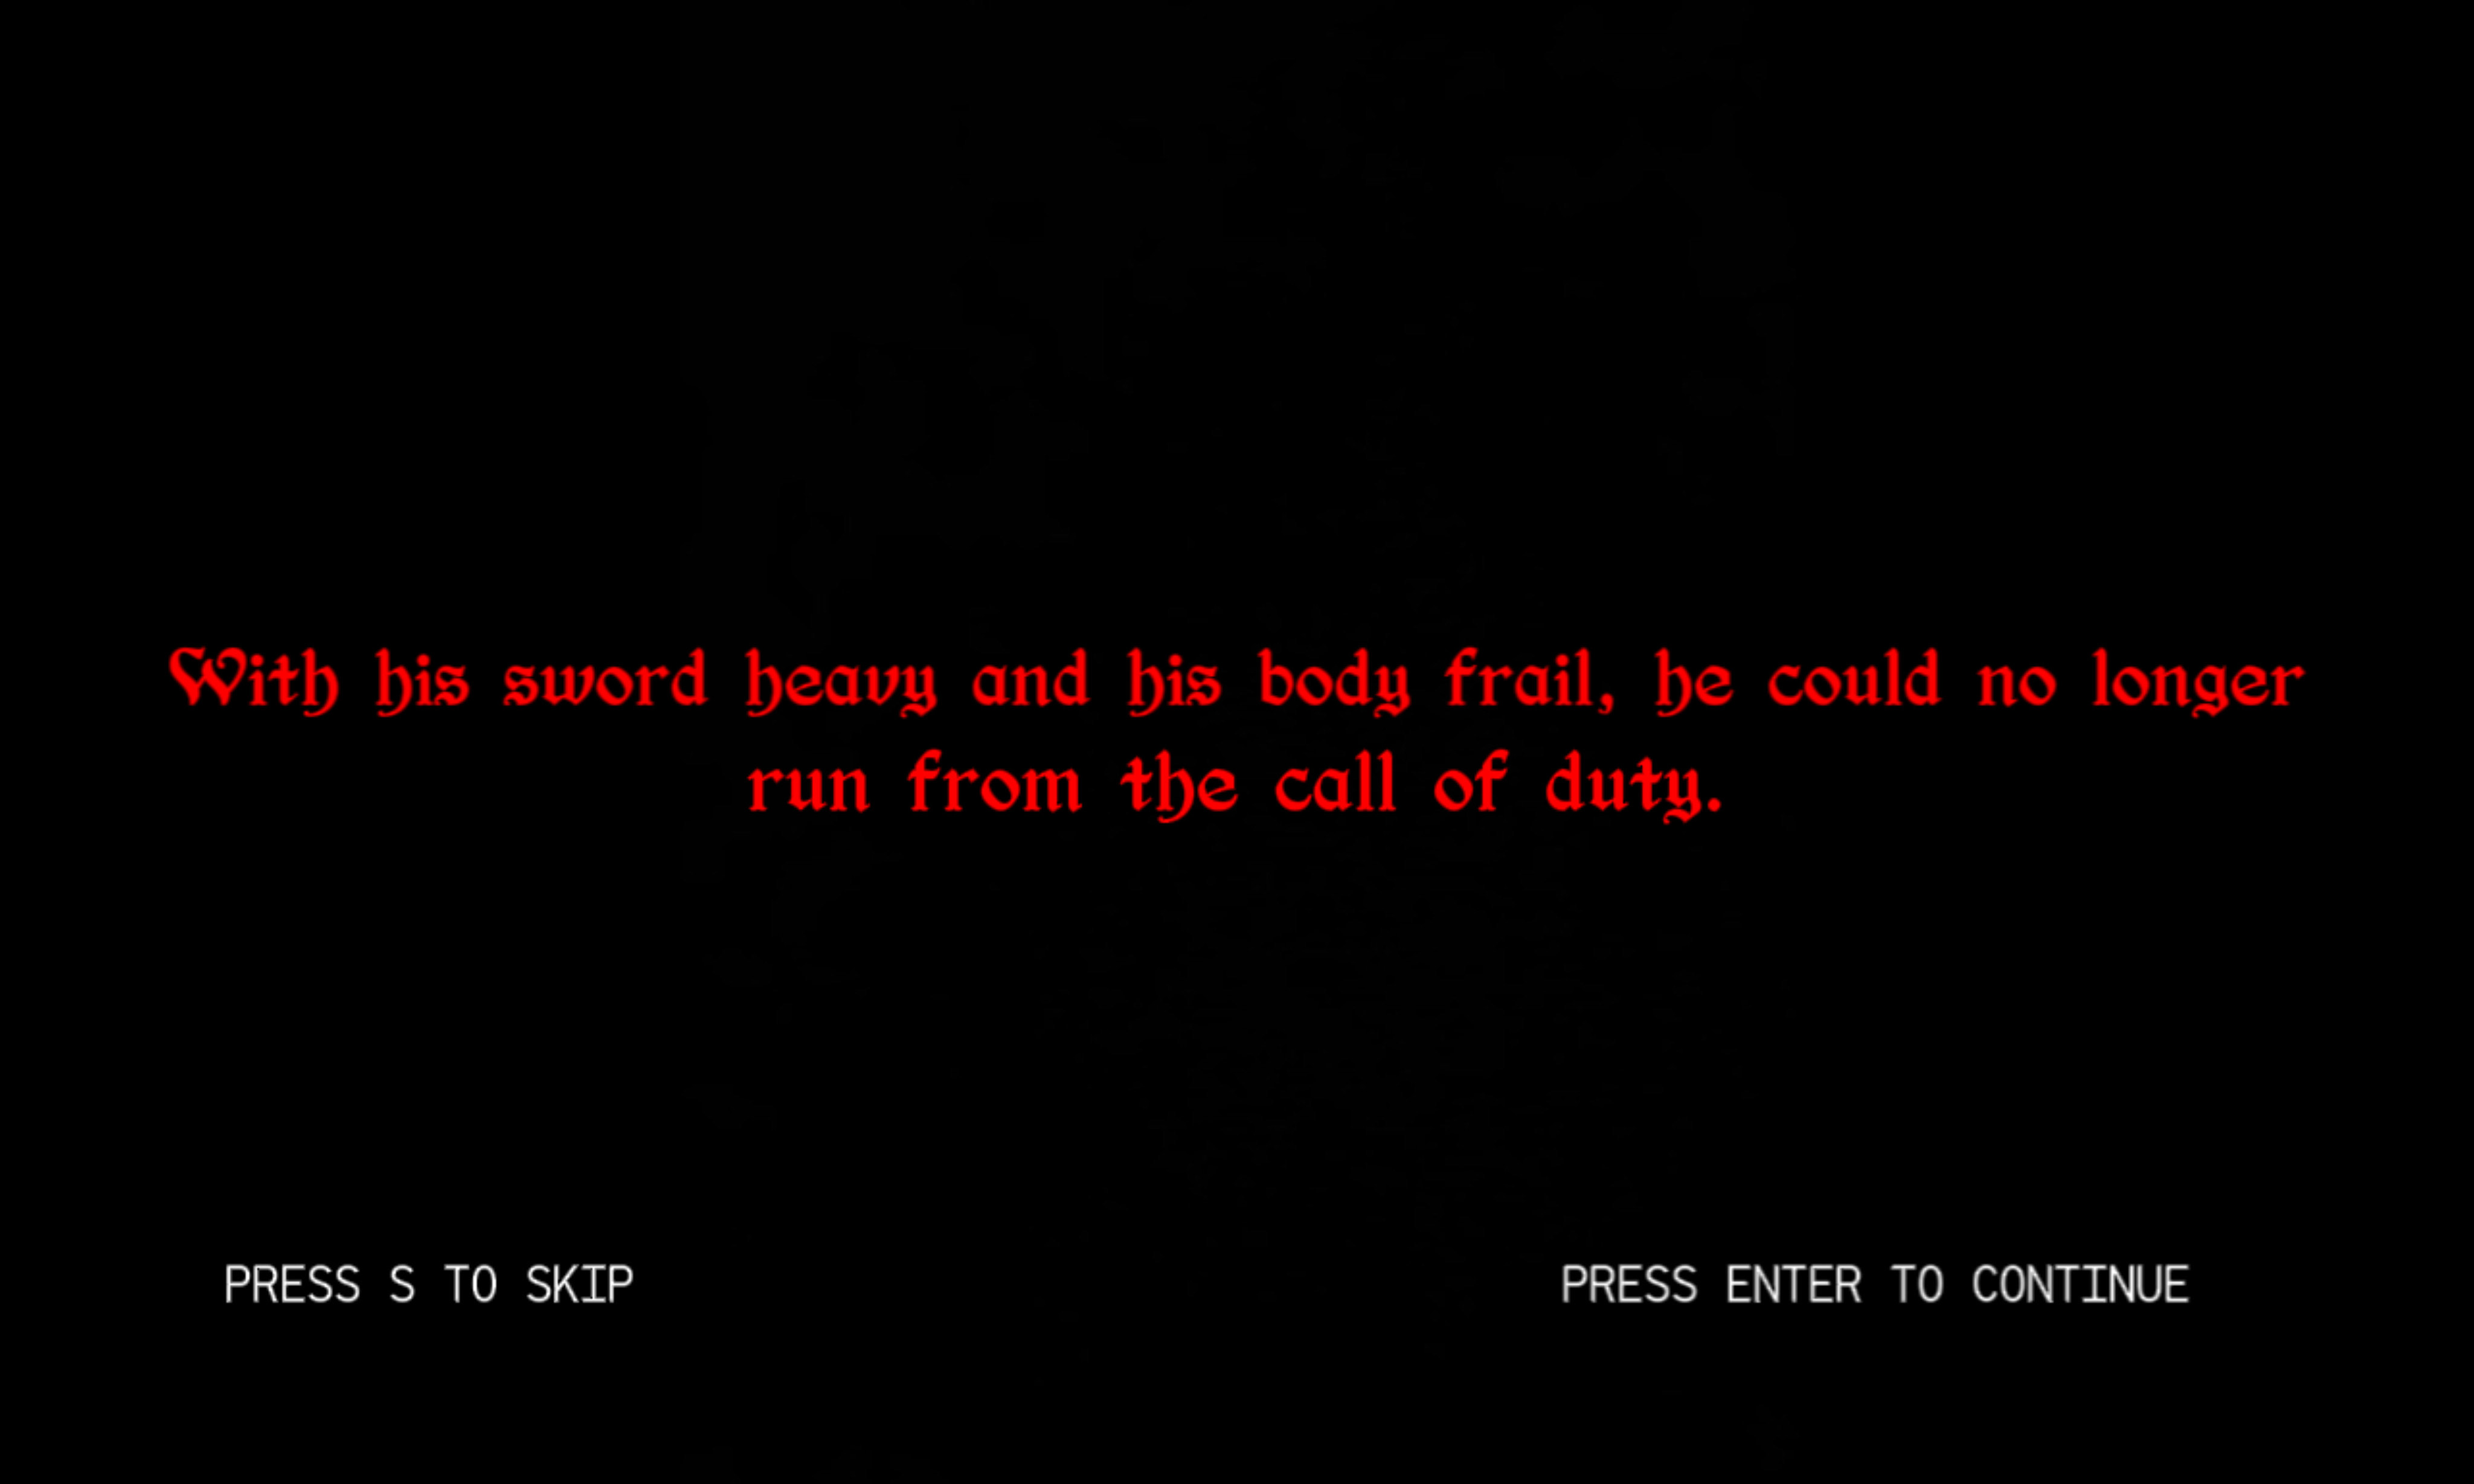 With his sword heavy and his body frail, he could no longer
run from the call of duty.
PRESS S TO SKIP
PRESS ENTER TO CONTINUE